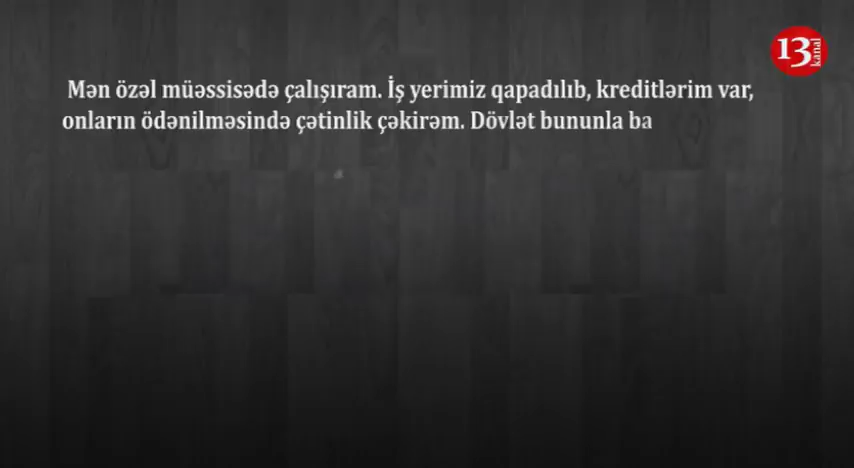 13
kanal
Mən özəl müəssisədə çalışıram. İş yerimiz qapadılıb, kreditlərim var,
onların ödənilməsində çətinlik çəkirəm. Dövlət bununla ba